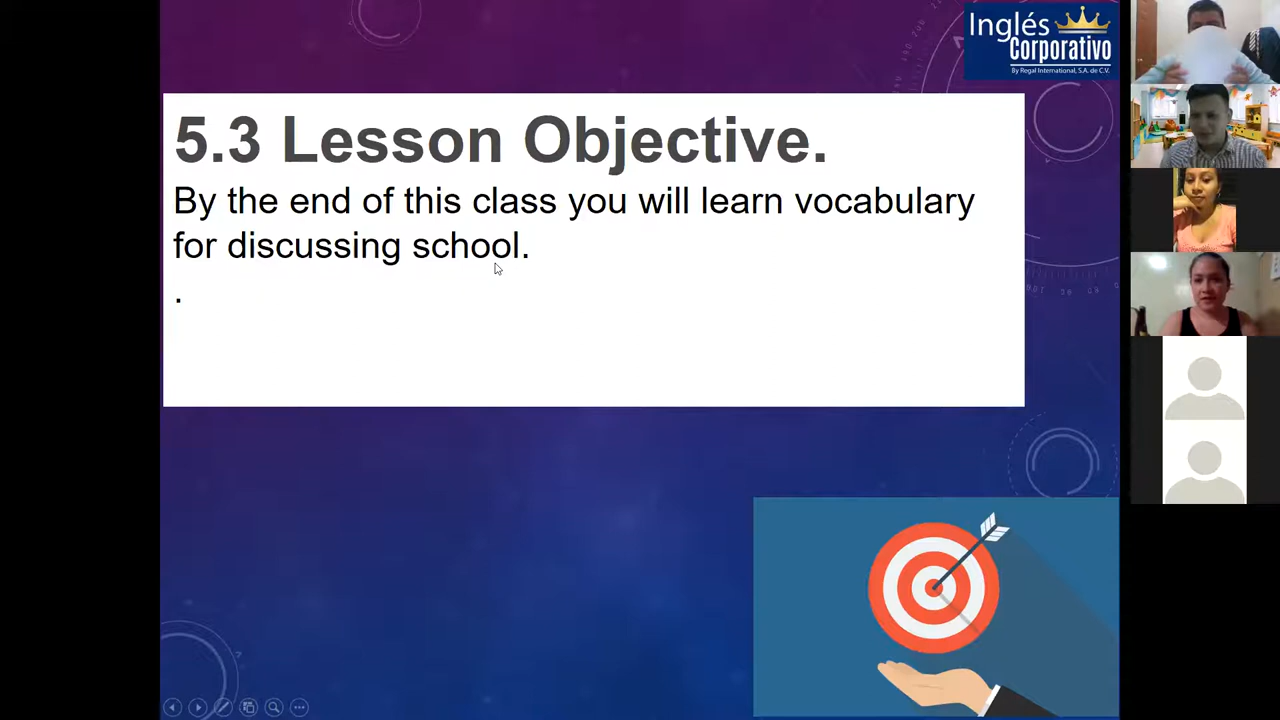 Inglés
Corporativo
By Regal International, S.A. de C.V.
5.3 Lesson Objective.
By the end of this class you will learn vocabulary
for discussing school.
.